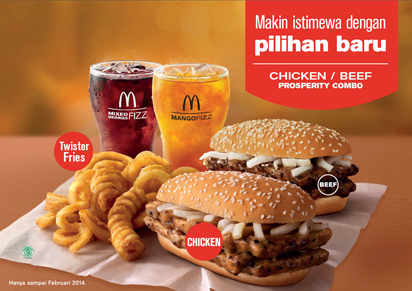 Makin istimewa dengan
pilihan baru
CHICKEN / BEEF
PROSPERITY COMBO
MIXED
BERRIES FIZZ
MANGO FIZZ
Twister
Fries
BEEF
CHICKEN
Hanya sampai Februari 2014.